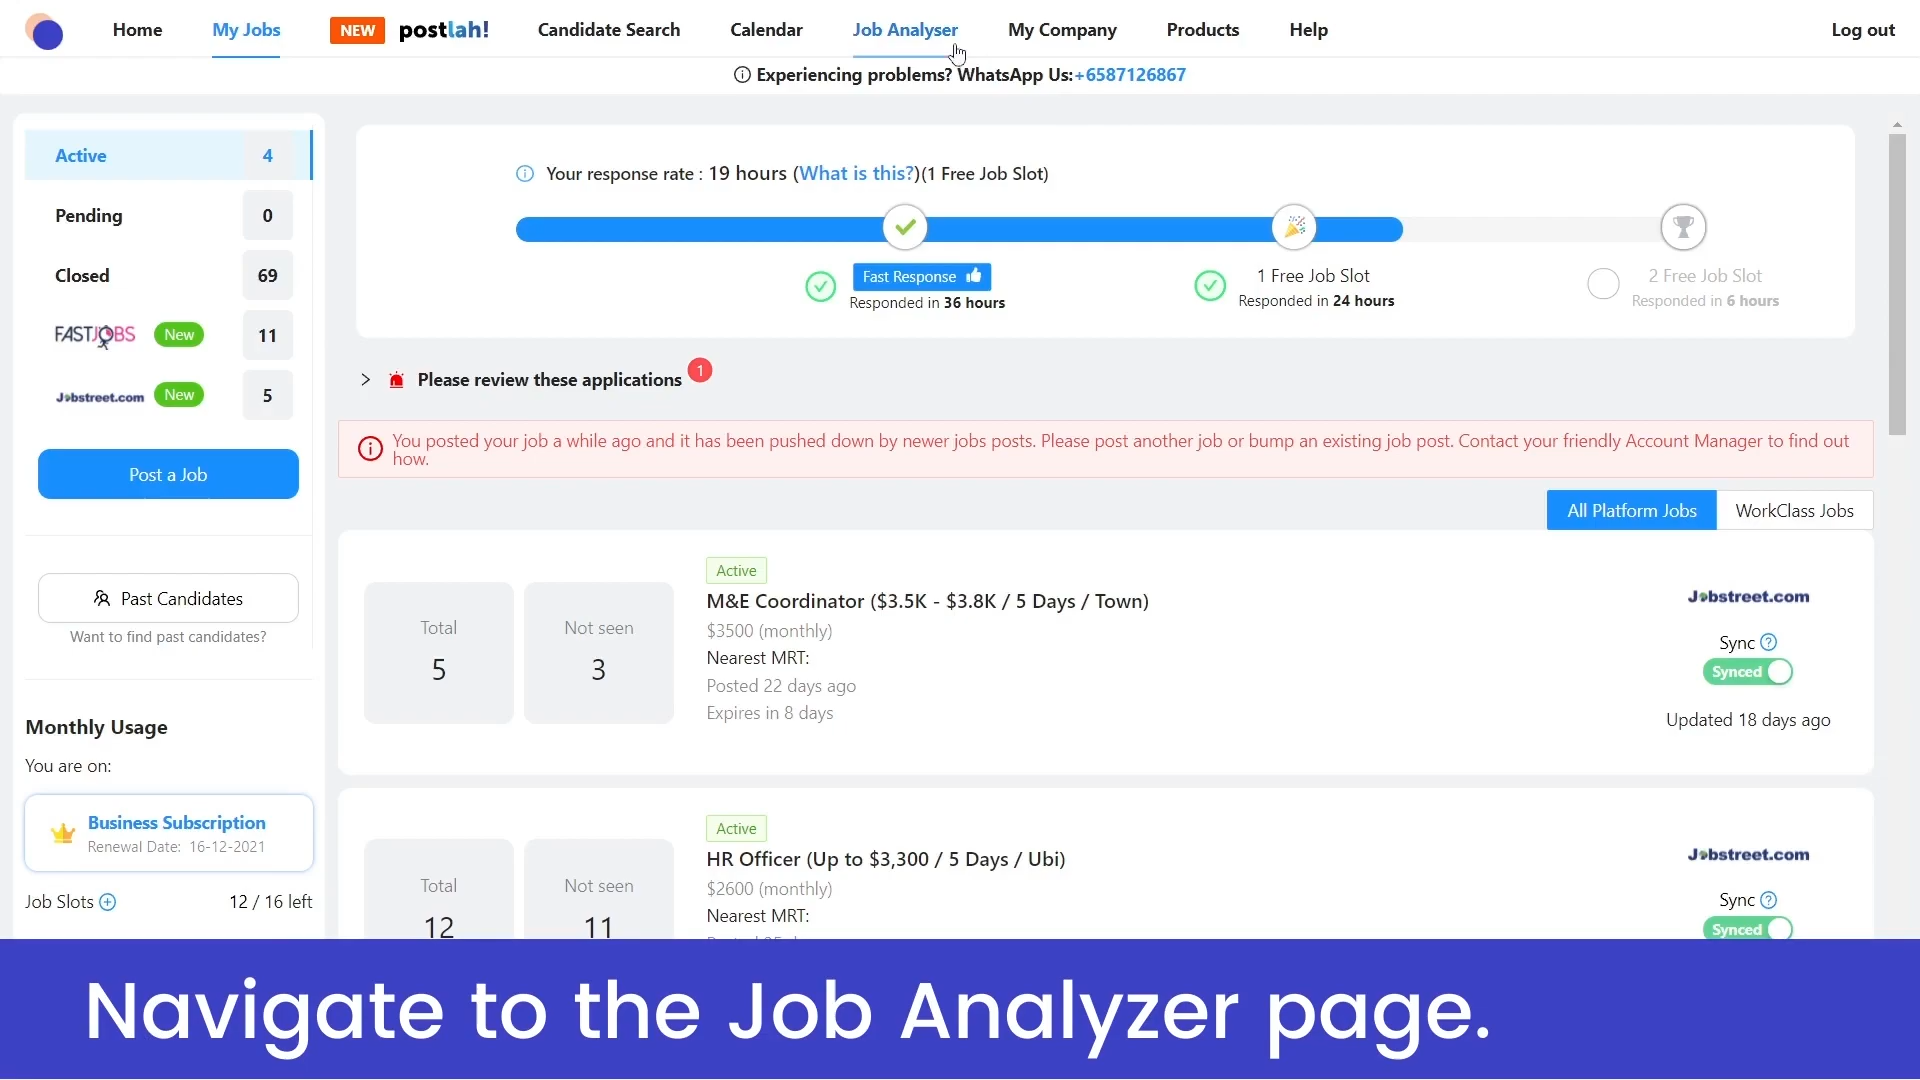 Home
My Jobs
NEW postlah!
Candidate Search
Calendar
Job Analyser
My Company
Products
Help
Log out
Experiencing problems? WhatsApp Us:+6587126867
Active 4
Pending 0
Closed 69
FASTJOBS New 11
Jobstreet.com New 5
Post a Job
Past Candidates
Want to find past candidates?
Monthly Usage
You are on:
Business Subscription
Renewal Date: 16-12-2021
Job Slots 12 / 16 left
Your response rate : 19 hours (What is this?)(1 Free Job Slot)
Fast Response
Responded in 36 hours
1 Free Job Slot
Responded in 24 hours
2 Free Job Slot
Responded in 6 hours
Please review these applications 1
You posted your job a while ago and it has been pushed down by newer jobs posts. Please post another job or bump an existing job post. Contact your friendly Account Manager to find out
how.
All Platform Jobs
WorkClass Jobs
Total
5
Not seen
3
Active
M&E Coordinator ($3.5K - $3.8K / 5 Days / Town)
$3500 (monthly)
Nearest MRT:
Posted 22 days ago
Expires in 8 days
Jobstreet.com
Sync
Synced
Updated 18 days ago
Total
12
Not seen
11
Active
HR Officer (Up to $3,300 / 5 Days / Ubi)
$2600 (monthly)
Nearest MRT:
Jobstreet.com
Sync
Synced
Navigate to the Job Analyzer page.